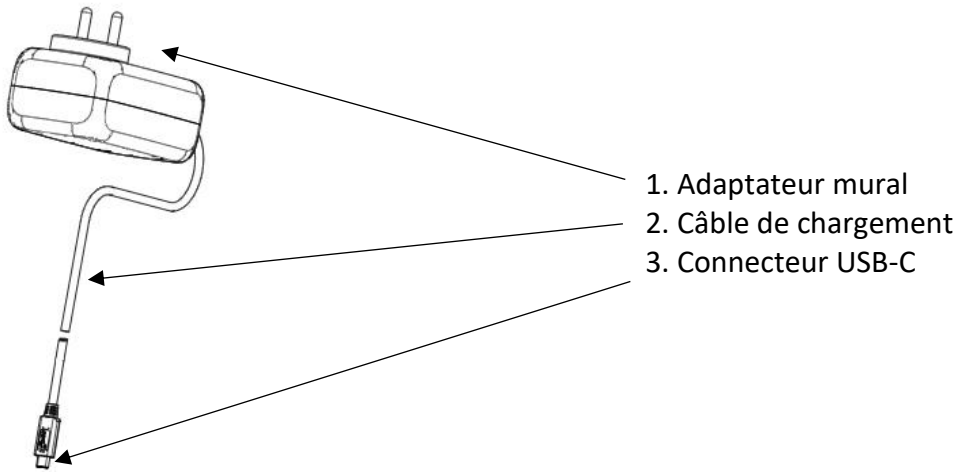 1. Adaptateur mural
2. Câble de chargement
3. Connecteur USB-C